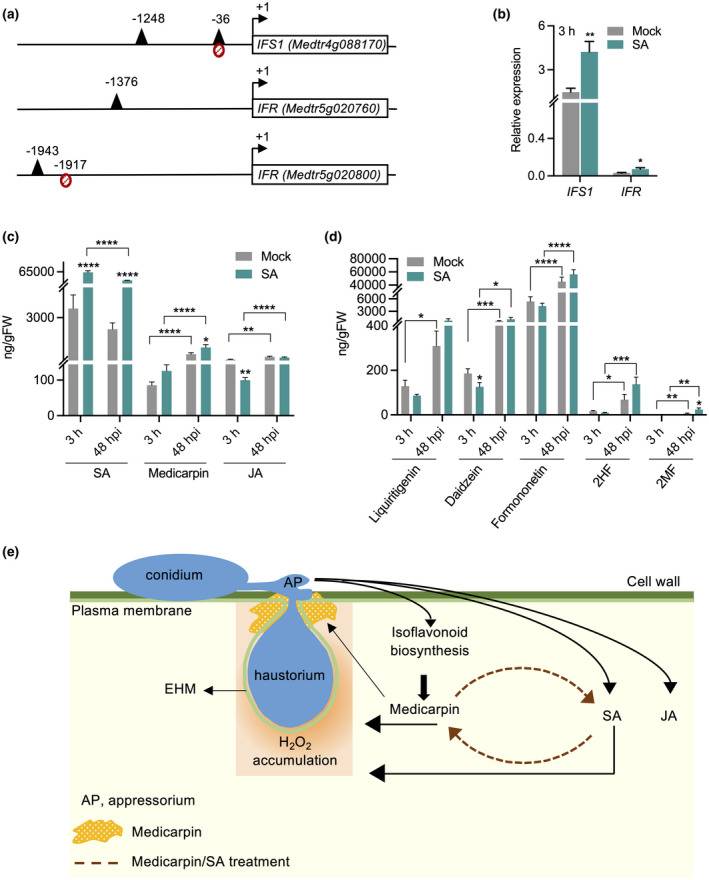 (a)
-1248
-36
+1
IFS1 (Medtr4g088170)
-1376
+1
IFR (Medtr5g020760)
-1943
-1917
+1
IFR (Medtr5g020800)
(b)
3 h
Mock
SA
**
*
Relative expression
6
3
0.4
0.0
IFS1
IFR
(c)
Mock
SA
ng/gFW
65000
3000
100
0
****
****
****
****
****
*
****
**
**
3 h
48 hpi
3 h
48 hpi
3 h
48 hpi
SA
Medicarpin
JA
(d)
Mock
SA
ng/gFW
80000
60000
40000
20000
6000
3000
400
200
0
*
*
***
*
****
****
***
*
**
**
*
3 h
48 hpi
3 h
48 hpi
3 h
48 hpi
3 h
48 hpi
3 h
48 hpi
Liquiritigenin
Daidzein
Formononetin
2HF
2MF
(e)
conidium
AP
Cell wall
Plasma membrane
Isoflavonoid
biosynthesis
haustorium
EHM
Medicarpin
SA
JA
H2O2
accumulation
AP, appressorium
Medicarpin
Medicarpin/SA treatment